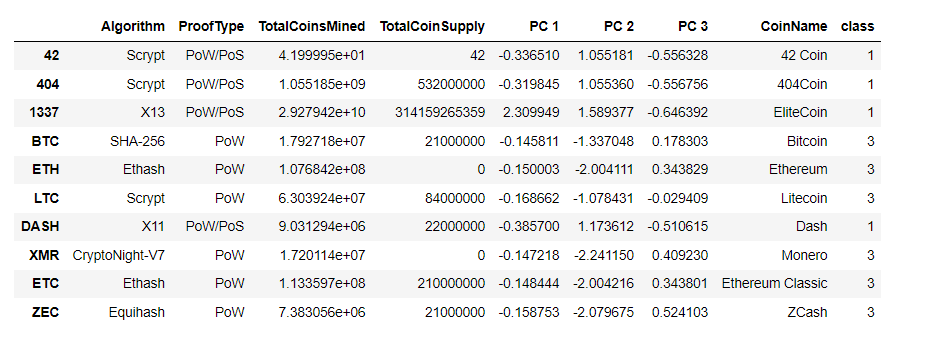 Algorithm ProofType TotalCoinsMined TotalCoinSupply PC 1 PC 2 PC 3 CoinName class
42 Scrypt PoW/PoS 4.199995e+01 42 -0.336510 1.055181 -0.556328 42 Coin 1
404 Scrypt PoW/PoS 1.055185e+09 532000000 -0.319845 1.055360 -0.556756 404Coin 1
1337 X13 PoW/PoS 2.927942e+10 314159265359 2.309949 1.589377 -0.646392 EliteCoin 1
BTC SHA-256 PoW 1.792718e+07 21000000 -0.145811 -1.337048 0.178303 Bitcoin 3
ETH Ethash PoW 1.076842e+08 0 -0.150003 -2.004111 0.343829 Ethereum 3
LTC Scrypt PoW 6.303924e+07 84000000 -0.168662 -1.078431 -0.029409 Litecoin 3
DASH X11 PoW/PoS 9.031294e+06 22000000 -0.385700 1.173612 -0.510615 Dash 1
XMR CryptoNight-V7 PoW 1.720114e+07 0 -0.147218 -2.241150 0.409230 Monero 3
ETC Ethash PoW 1.133597e+08 210000000 -0.148444 -2.004216 0.343801 Ethereum Classic 3
ZEC Equihash PoW 7.383056e+06 21000000 -0.158753 -2.079675 0.524103 ZCash 3